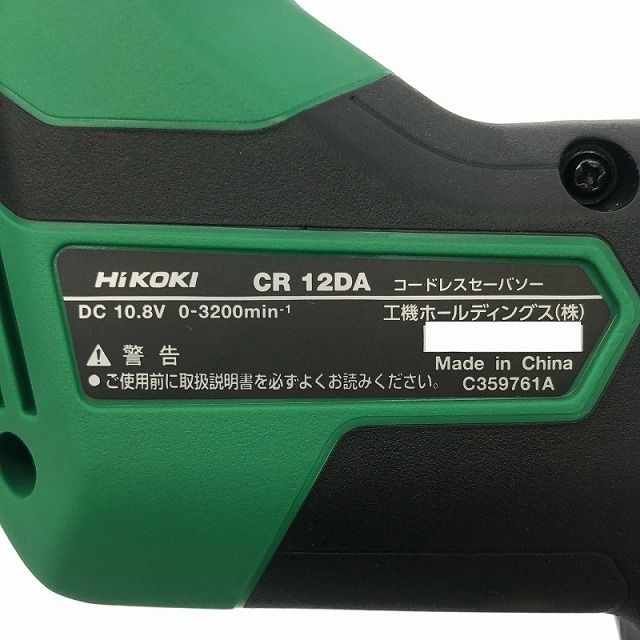 HiKOKI CR 12DA コードレスセーバソー
DC 10.8V 0-3200min-1 工機ホールディングス(株)
警告
Made in China
●ご使用前に取扱説明書を必ずよくお読みください。 C359761A